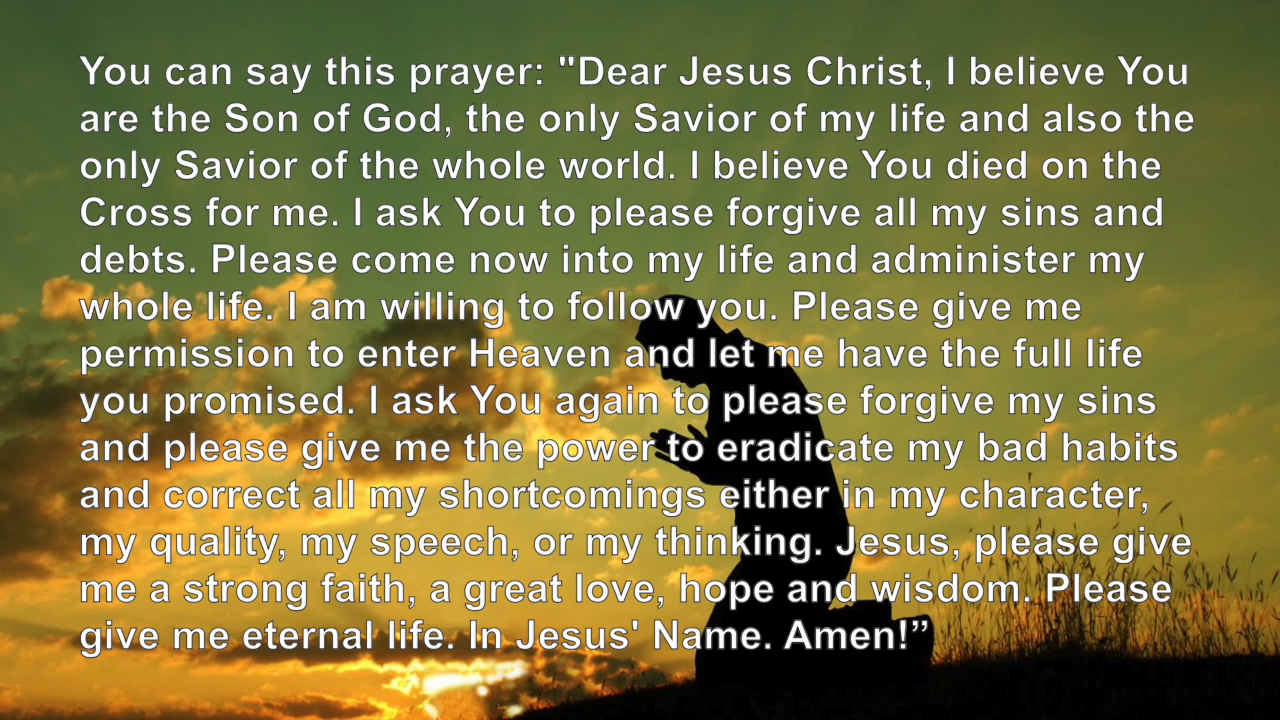 You can say this prayer: "Dear Jesus Christ, I believe You
are the Son of God, the only Savior of my life and also the
only Savior of the whole world. I believe You died on the
Cross for me. I ask You to please forgive all my sins and
debts. Please come now into my life and administer my
whole life. I am willing to follow you. Please give me
permission to enter Heaven and let me have the full life
you promised. I ask You again to please forgive my sins
and please give me the power to eradicate my bad habits
and correct all my shortcomings either in my character,
my quality, my speech, or my thinking. Jesus, please give
me a strong faith, a great love, hope and wisdom. Please
give me eternal life. In Jesus' Name. Amen!”